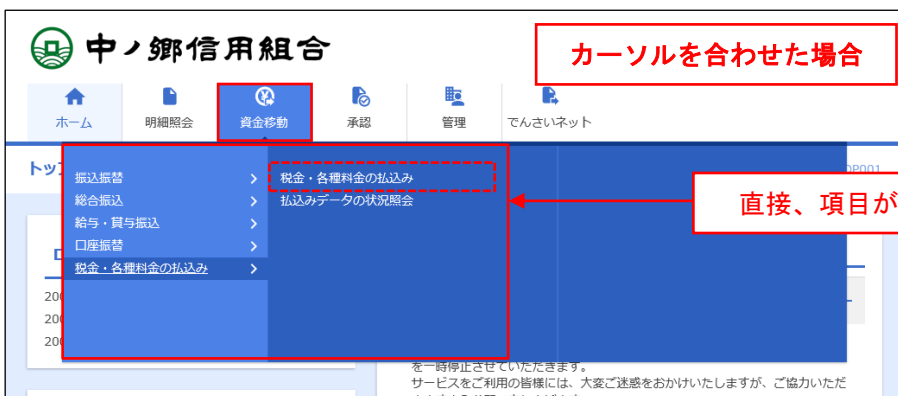 中ノ郷信用組合
カーソルを合わせた場合
ホーム
明細照会
資金移動
承認
管理
でんさいネット
トップ
振込振替
総合振込
給与・賞与振込
口座振替
税金・各種料金の払込み
税金・各種料金の払込み
払込みデータの状況照会
直接、項目が
を一時停止させていただきます。
サービスをご利用の皆様には、大変ご迷惑をおかけいたしますが、ご協力いただ